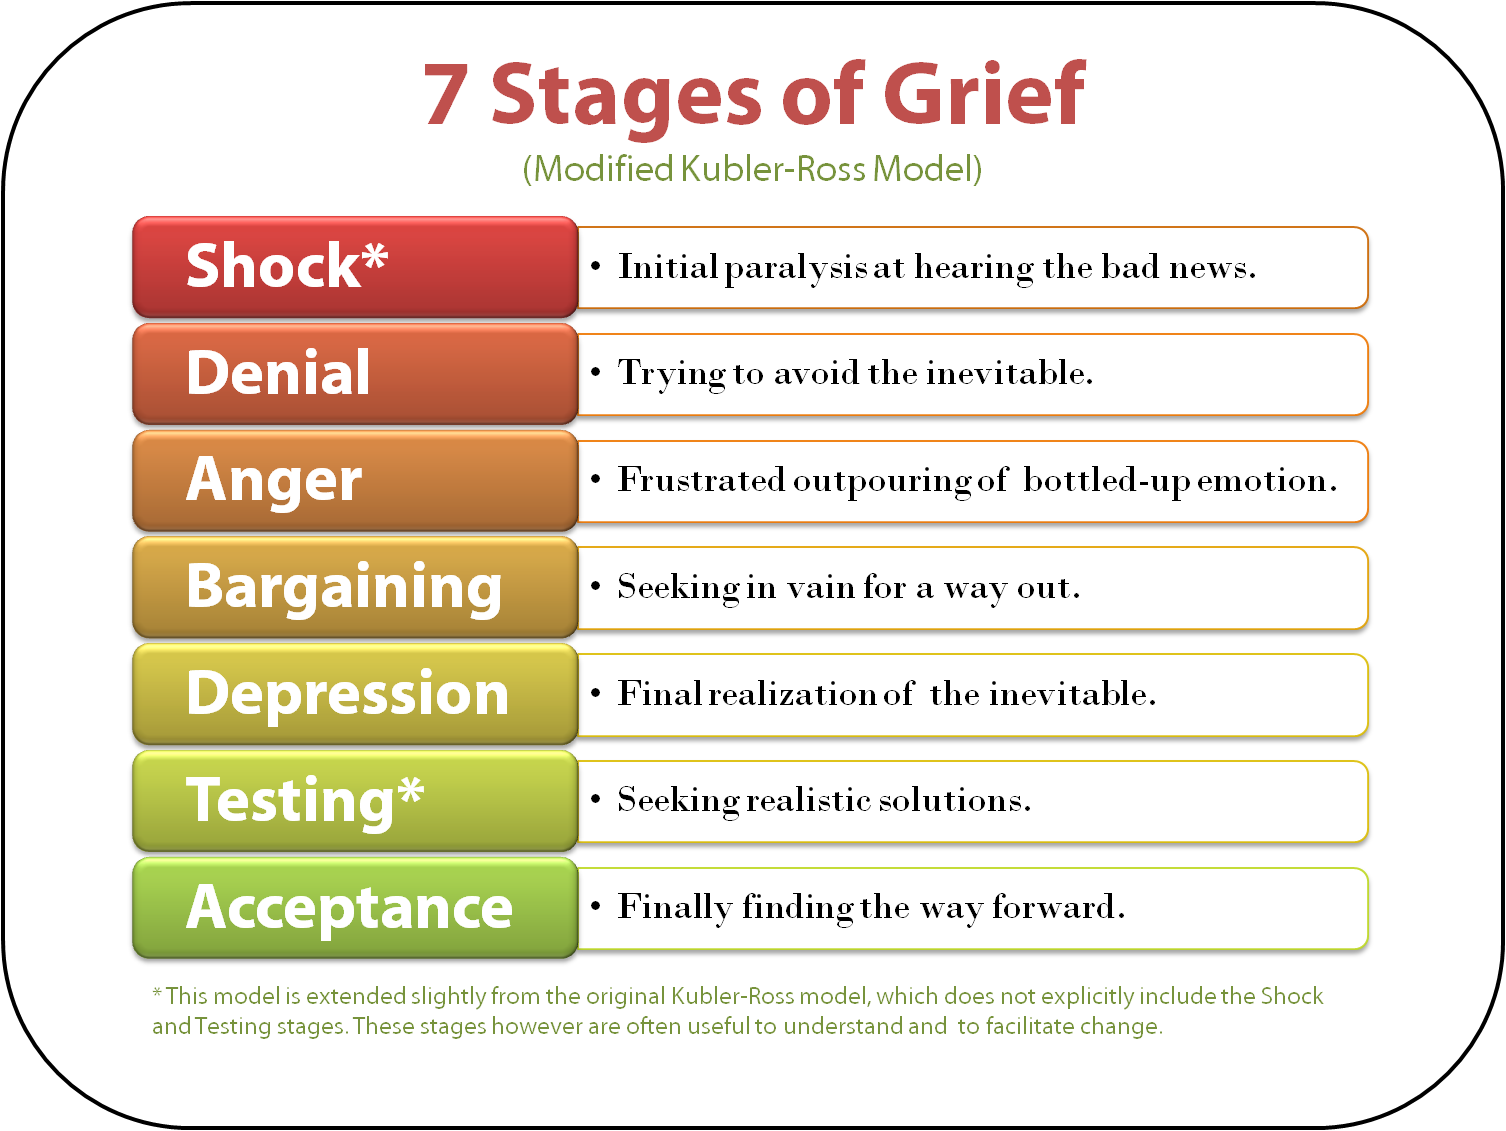 7 Stages of Grief
(Modified Kubler-Ross Model)
Shock*
• Initial paralysis at hearing the bad news.
Denial
• Trying to avoid the inevitable.
Anger
• Frustrated outpouring of bottled-up emotion.
Bargaining
• Seeking in vain for a way out.
Depression
• Final realization of the inevitable.
Testing*
• Seeking realistic solutions.
Acceptance
• Finally finding the way forward.
* This model is extended slightly from the original Kubler-Ross model, which does not explicitly include the Shock
and Testing stages. These stages however are often useful to understand and to facilitate change.